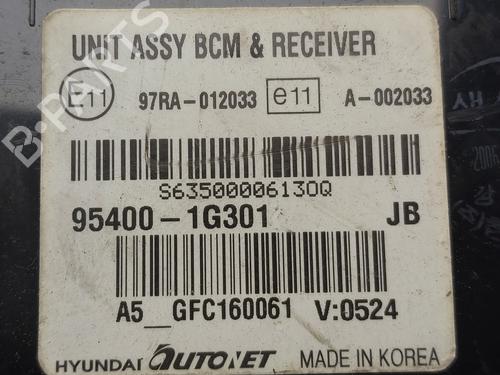 UNIT ASSY BCM & RECEIVER
E11 97RA-012033 e11 A-002033
S6350000613OQ
95400-1G301 JB
A5_GFC160061 V:0524
HYUNDAI AUTONET MADE IN KOREA
B-PARTS